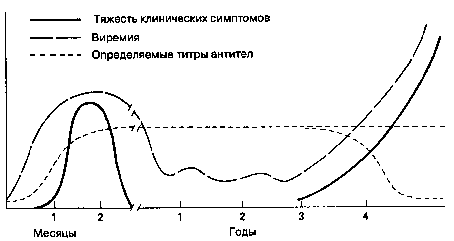 Тяжесть клинических симптомов
Виремия
Определяемые титры антител
1 2 1 2 3 4
Месяцы Годы